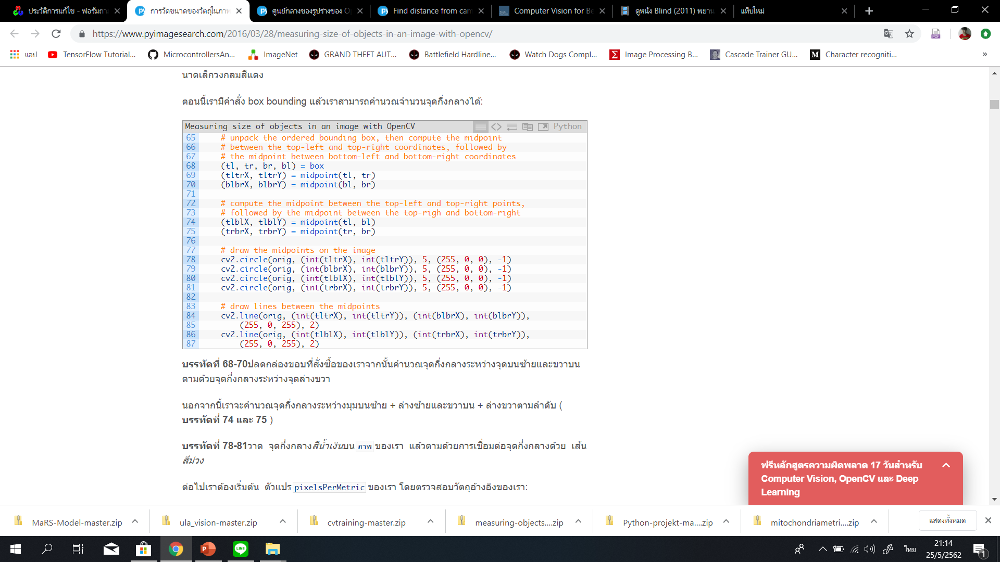 ประวัติการแก้ไข - ฟอรัมถาม
การวัดขนาดของวัตถุในภาพ
ศูนย์กลางของรูปร่างของ Op
Find distance from cam
Computer Vision for Be
ดูหนัง Blind (2011) พยาน
แท็บใหม่
https://www.pyimagesearch.com/2016/03/28/measuring-size-of-objects-in-an-image-with-opencv/
แอป
TensorFlow Tutorial...
MicrocontrollersAn...
ImageNet
GRAND THEFT AUT...
Battlefield Hardline...
Watch Dogs Compl...
Image Processing B...
Cascade Trainer GU...
Character recogniti...
»
นาดเล็กวงกลมสีแดง
ตอนนี้เรามีคำสั่ง box bounding แล้วเราสามารถคำนวณจำนวนจุดกึ่งกลางได้:
Measuring size of objects in an image with OpenCV Python
65 # unpack the ordered bounding box, then compute the midpoint
66 # between the top-left and top-right coordinates, followed by
67 # the midpoint between bottom-left and bottom-right coordinates
68 (tl, tr, br, bl) = box
69 (tltrX, tltrY) = midpoint(tl, tr)
70 (blbrX, blbrY) = midpoint(bl, br)
71
72 # compute the midpoint between the top-left and top-right points,
73 # followed by the midpoint between the top-righ and bottom-right
74 (tlblX, tlblY) = midpoint(tl, bl)
75 (trbrX, trbrY) = midpoint(tr, br)
76
77 # draw the midpoints on the image
78 cv2.circle(orig, (int(tltrX), int(tltrY)), 5, (255, 0, 0), -1)
79 cv2.circle(orig, (int(blbrX), int(blbrY)), 5, (255, 0, 0), -1)
80 cv2.circle(orig, (int(tlblX), int(tlblY)), 5, (255, 0, 0), -1)
81 cv2.circle(orig, (int(trbrX), int(trbrY)), 5, (255, 0, 0), -1)
82
83 # draw lines between the midpoints
84 cv2.line(orig, (int(tltrX), int(tltrY)), (int(blbrX), int(blbrY)),
85 (255, 0, 255), 2)
86 cv2.line(orig, (int(tlblX), int(tlblY)), (int(trbrX), int(trbrY)),
87 (255, 0, 255), 2)
บรรทัดที่ 68-70ปลดกล่องขอบที่สั่งซื้อของเราจากนั้นคำนวณจุดกึ่งกลางระหว่างจุดบนซ้ายและขวาบน
ตามด้วยจุดกึ่งกลางระหว่างจุดล่างขวา
นอกจากนี้เราจะคำนวณจุดกึ่งกลางระหว่างมุมบนซ้าย + ล่างซ้ายและขวาบน + ล่างขวาตามลำดับ (
บรรทัดที่ 74 และ 75 )
บรรทัดที่ 78-81วาด จุดกึ่งกลางสีน้ำเงินบน ภาพ ของเรา แล้วตามด้วยการเชื่อมต่อจุดกึ่งกลางด้วย เส้น
สีม่วง
ต่อไปเราต้องเริ่มต้น ตัวแปร pixelsPerMetric ของเรา โดยตรวจสอบวัตถุอ้างอิงของเรา:
ฟรีหลักสูตรความผิดพลาด 17 วันสำหรับ
Computer Vision, OpenCV และ Deep
Learning
MaRS-Model-master.zip
ula_vision-master.zip
cvtraining-master.zip
measuring-objects....zip
Python-projekt-ma....zip
mitochondriametri....zip
แสดงทั้งหมด
ไทย
21:14
25/5/2562
1